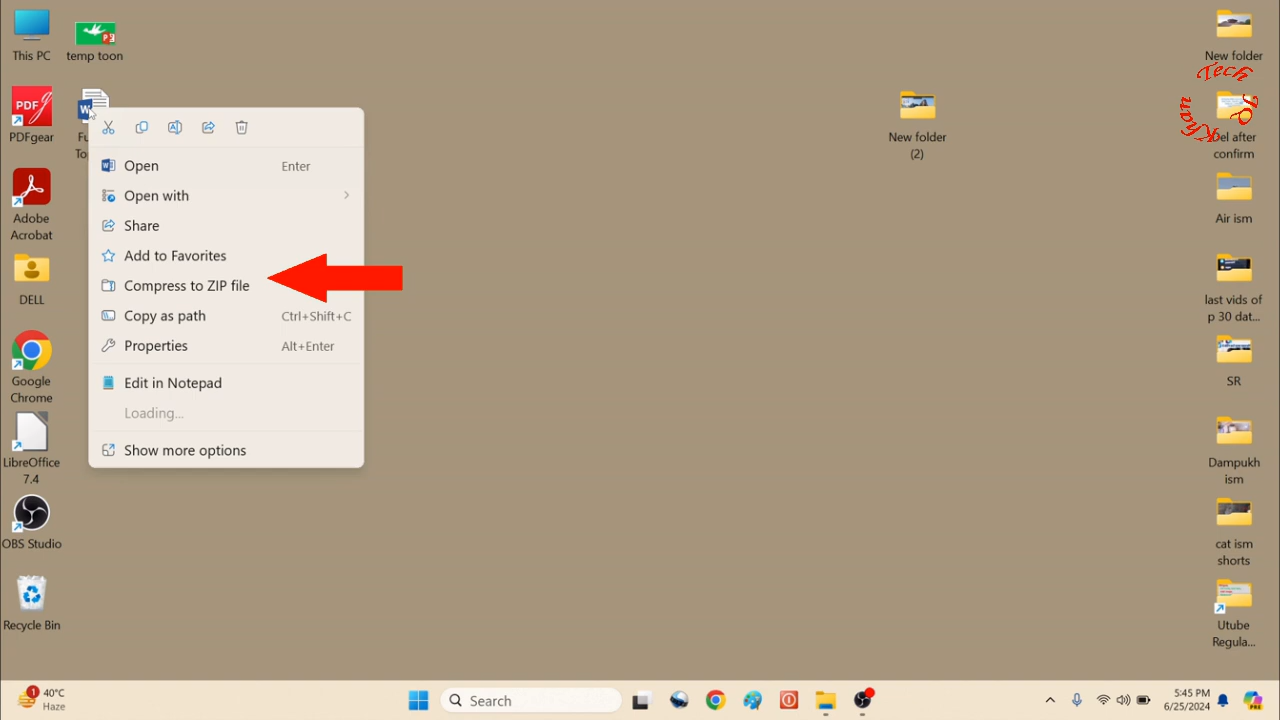 This PC
temp toon
PDFgear
Adobe
Acrobat
DELL
Google
Chrome
LibreOffice
7.4
OBS Studio
Recycle Bin
Open Enter
Open with
Share
Add to Favorites
Compress to ZIP file
Copy as path Ctrl+Shift+C
Properties Alt+Enter
Edit in Notepad
Loading...
Show more options
New folder
(2)
New folder
Tech
Khan
Del after
confirm
Air ism
last vids of
p 30 dat...
SR
Dampukh
ism
cat ism
shorts
Utube
Regula...
1
40°C
Haze
Search
5:45 PM
6/25/2024